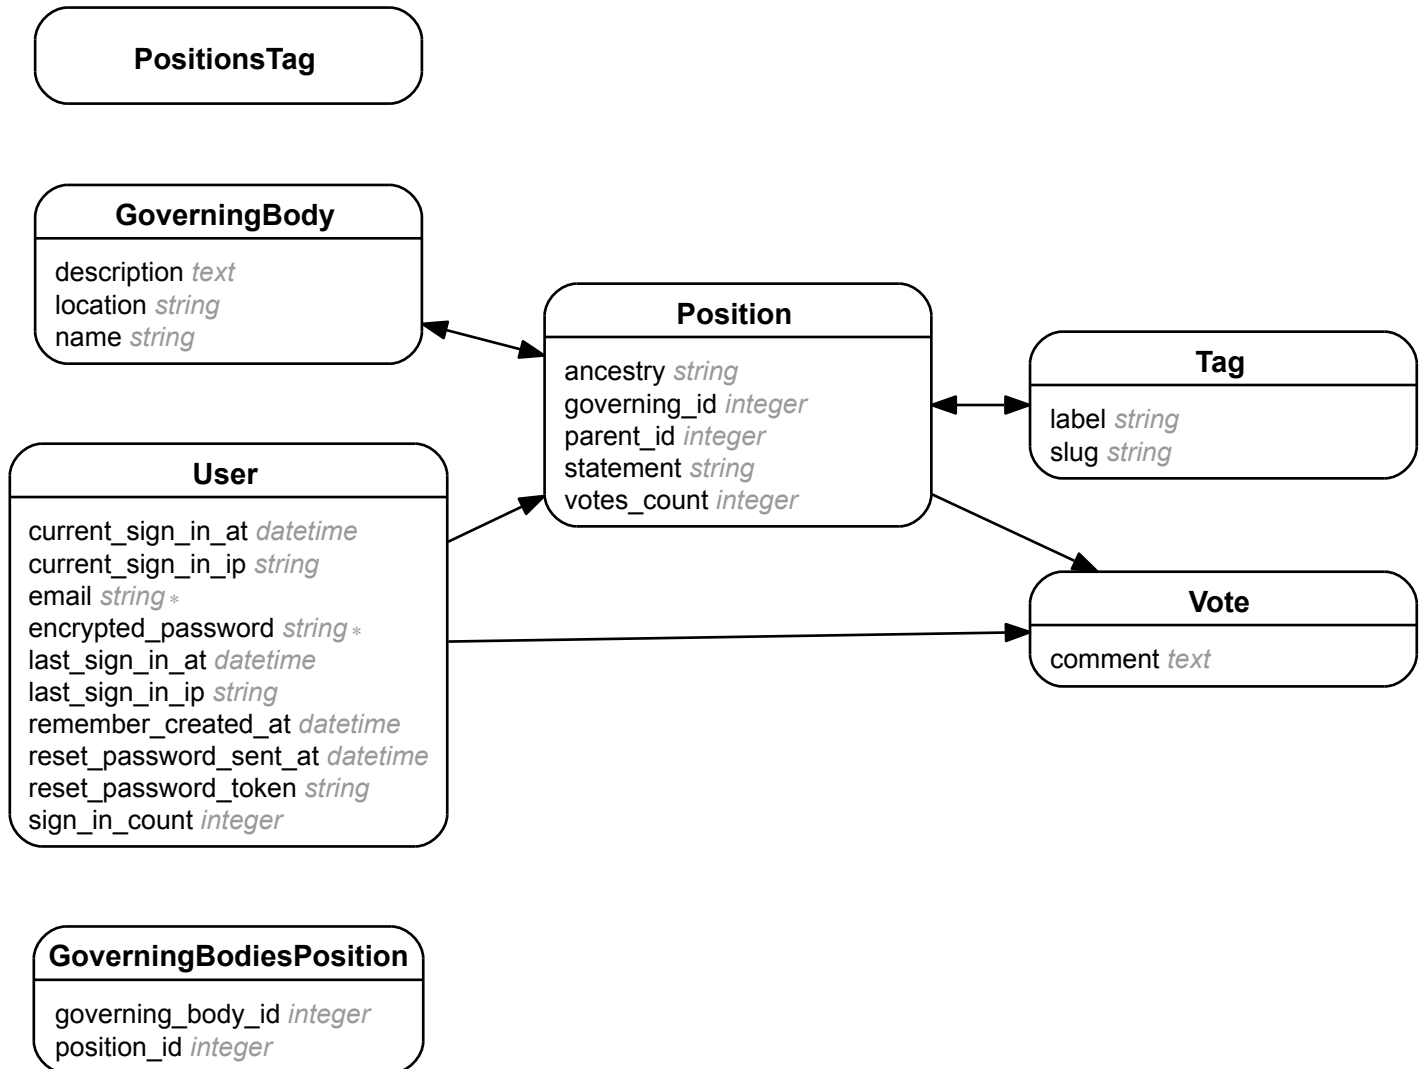 PositionsTag
GoverningBody
description text
location string
name string
Position
ancestry string
governing_id integer
parent_id integer
statement string
votes_count integer
Tag
label string
slug string
User
current_sign_in_at datetime
current_sign_in_ip string
email string *
encrypted_password string *
last_sign_in_at datetime
last_sign_in_ip string
remember_created_at datetime
reset_password_sent_at datetime
reset_password_token string
sign_in_count integer
Vote
comment text
GoverningBodiesPosition
governing_body_id integer
position_id integer